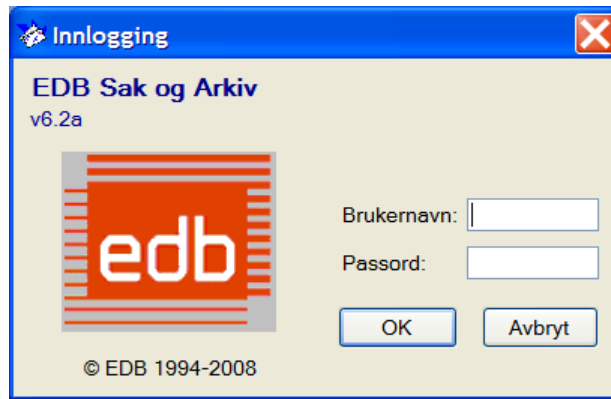 Innlogging
EDB Sak og Arkiv
v6.2a
edb
Brukernavn:
Passord:
OK Avbryt
© EDB 1994-2008